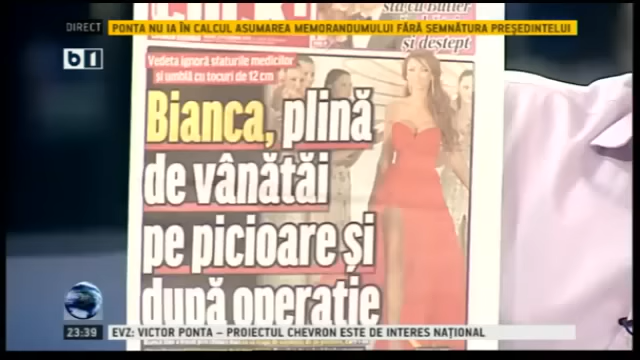 DIRECT
PONTA NU IA ÎN CALCUL ASUMAREA MEMORANDUMULUI FĂRĂ SEMNĂTURA PREȘEDINTELUI
b1
și deștept
Vedeta ignoră sfaturile medicilor
și umblă cu tocuri de 12 cm
Bianca, plină
de vânătăi
pe picioare și
după operație
23:39
EVZ: VICTOR PONTA – PROIECTUL CHEVRON ESTE DE INTERES NAȚIONAL